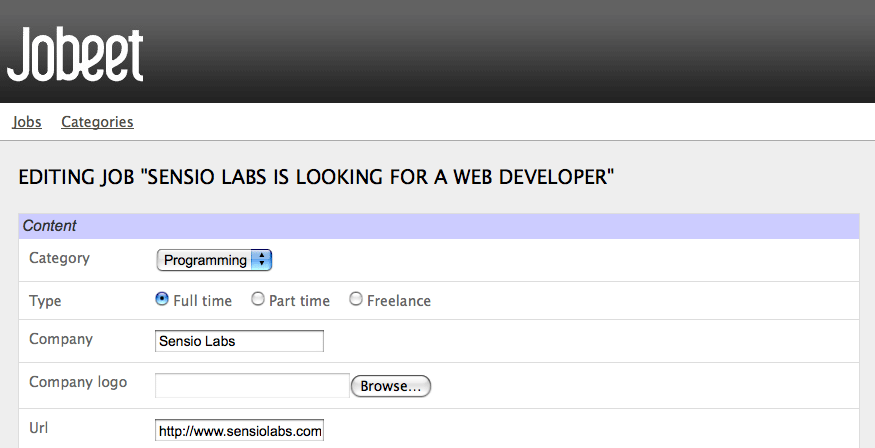 Jobeet
Jobs Categories
EDITING JOB "SENSIO LABS IS LOOKING FOR A WEB DEVELOPER"
Content
Category Programming
Type Full time Part time Freelance
Company Sensio Labs
Company logo Browse...
Url http://www.sensiolabs.com